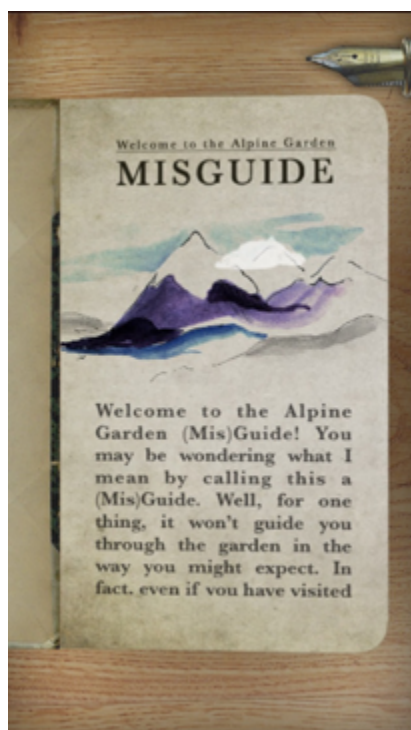 Welcome to the Alpine Garden
MISGUIDE
Welcome to the Alpine
Garden (Mis)Guide! You
may be wondering what I
mean by calling this a
(Mis)Guide. Well, for one
thing, it won't guide you
through the garden in the
way you might expect. In
fact, even if you have visited